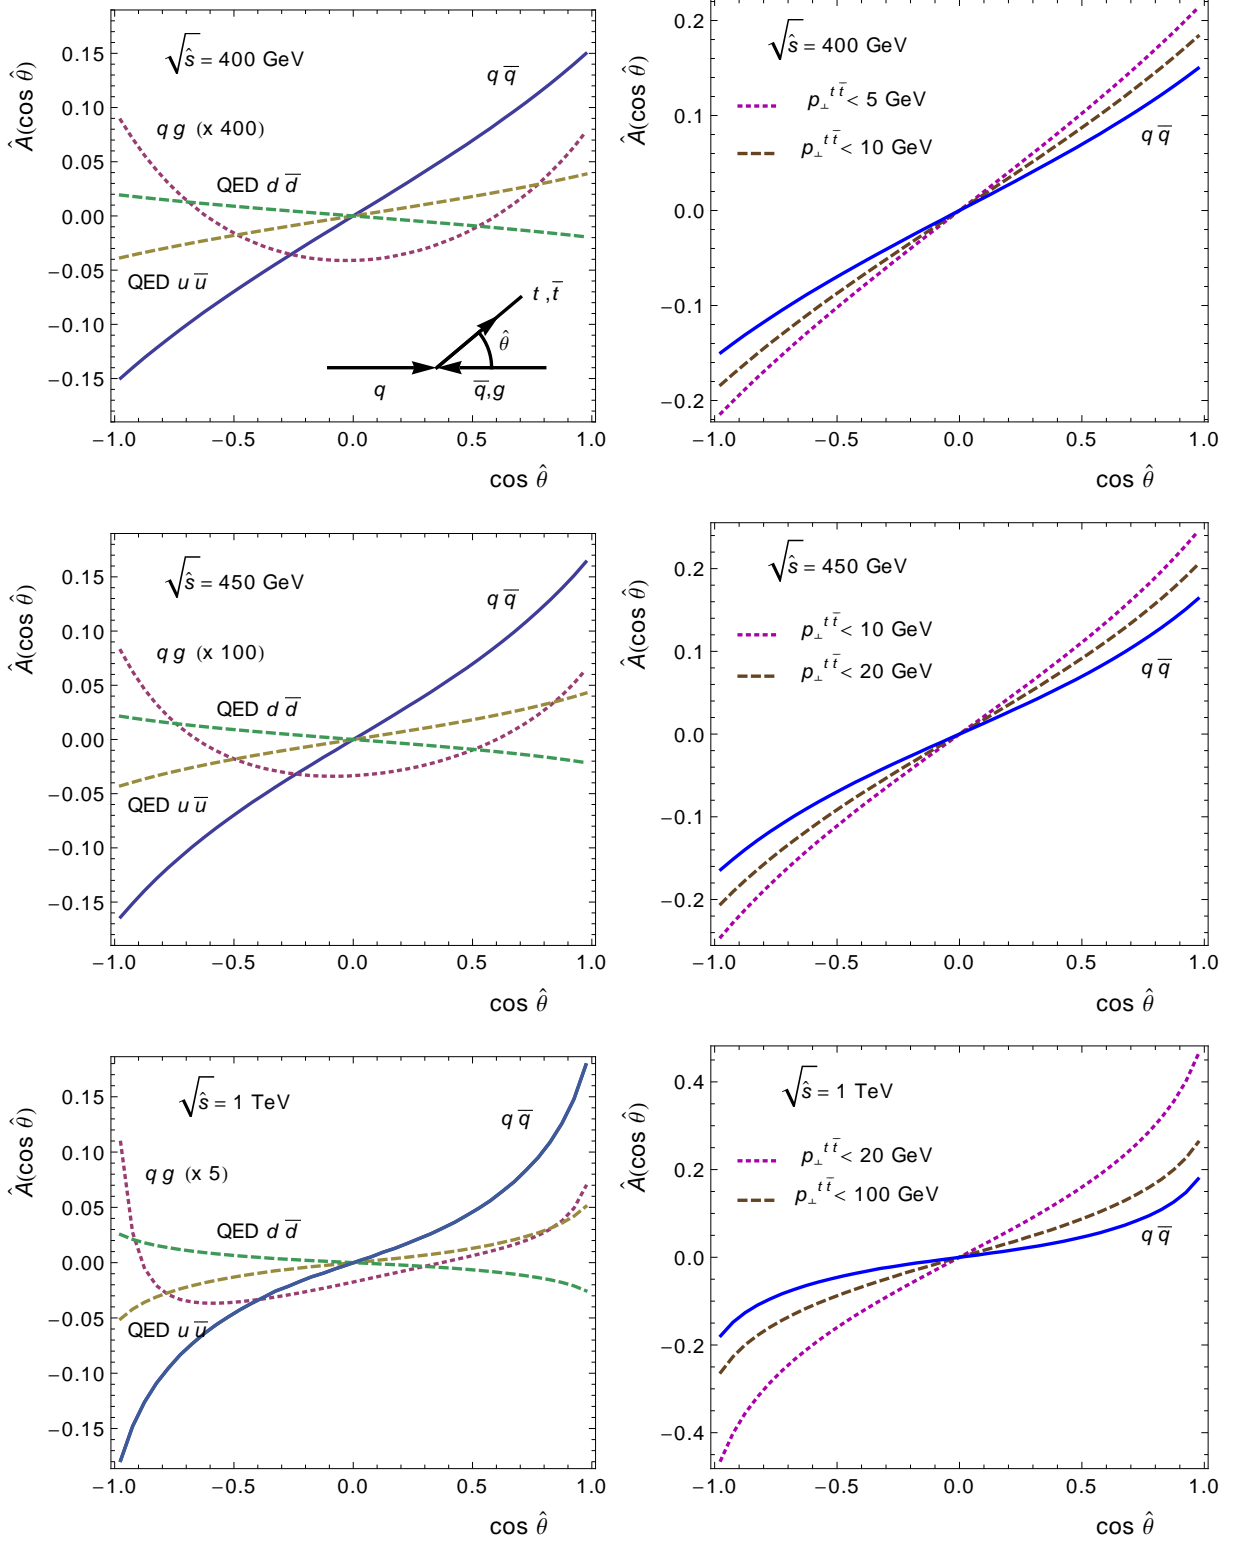 √ŝ = 400 GeV
q q̅
q g (x 400)
QED d d̅
QED u u̅
t , t̅
θ̂
q
q̅,g
0.15
0.10
0.05
0.00
−0.05
−0.10
−0.15
−1.0 −0.5 0.0 0.5 1.0
Â(cos θ̂)
cos θ̂
√ŝ = 400 GeV
p⊥^{t t̅} < 5 GeV
p⊥^{t t̅} < 10 GeV
q q̅
0.2
0.1
0.0
−0.1
−0.2
−1.0 −0.5 0.0 0.5 1.0
Â(cos θ̂)
cos θ̂
√ŝ = 450 GeV
q q̅
q g (x 100)
QED d d̅
QED u u̅
0.15
0.10
0.05
0.00
−0.05
−0.10
−0.15
−1.0 −0.5 0.0 0.5 1.0
Â(cos θ̂)
cos θ̂
√ŝ = 450 GeV
p⊥^{t t̅} < 10 GeV
p⊥^{t t̅} < 20 GeV
q q̅
0.2
0.1
0.0
−0.1
−0.2
−1.0 −0.5 0.0 0.5 1.0
Â(cos θ̂)
cos θ̂
√ŝ = 1 TeV
q q̅
q g (x 5)
QED d d̅
QED u u̅
0.15
0.10
0.05
0.00
−0.05
−0.10
−0.15
−1.0 −0.5 0.0 0.5 1.0
Â(cos θ̂)
cos θ̂
√ŝ = 1 TeV
p⊥^{t t̅} < 20 GeV
p⊥^{t t̅} < 100 GeV
q q̅
0.4
0.2
0.0
−0.2
−0.4
−1.0 −0.5 0.0 0.5 1.0
Â(cos θ̂)
cos θ̂